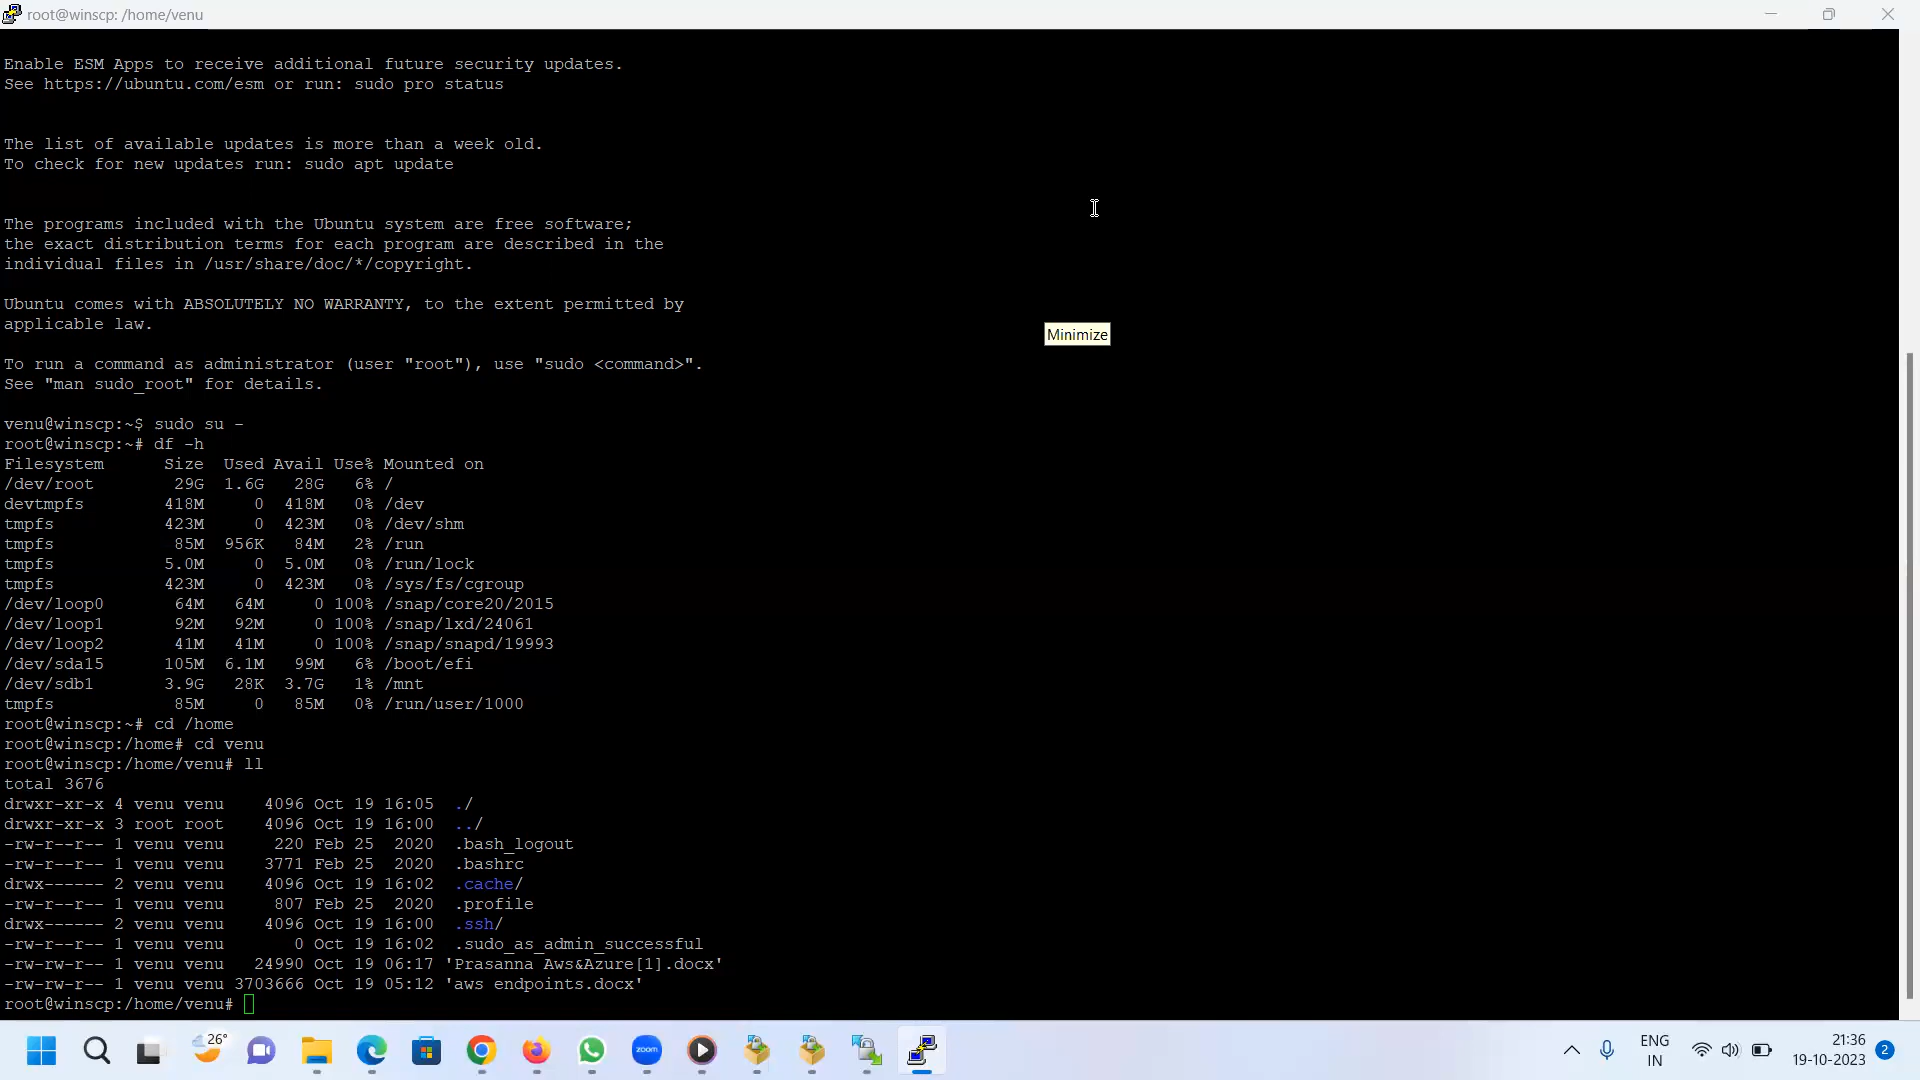 root@winscp: /home/venu
Enable ESM Apps to receive additional future security updates.
See https://ubuntu.com/esm or run: sudo pro status
The list of available updates is more than a week old.
To check for new updates run: sudo apt update
The programs included with the Ubuntu system are free software;
the exact distribution terms for each program are described in the
individual files in /usr/share/doc/*/copyright.
Ubuntu comes with ABSOLUTELY NO WARRANTY, to the extent permitted by
applicable law.
Minimize
To run a command as administrator (user "root"), use "sudo <command>".
See "man sudo_root" for details.
venu@winscp:~$ sudo su -
root@winscp:~# df -h
Filesystem      Size  Used Avail Use% Mounted on
/dev/root        29G  1.6G   28G   6% /
devtmpfs        418M     0  418M   0% /dev
tmpfs           423M     0  423M   0% /dev/shm
tmpfs            85M  956K   84M   2% /run
tmpfs           5.0M     0  5.0M   0% /run/lock
tmpfs           423M     0  423M   0% /sys/fs/cgroup
/dev/loop0       64M   64M     0 100% /snap/core20/2015
/dev/loop1       92M   92M     0 100% /snap/lxd/24061
/dev/loop2       41M   41M     0 100% /snap/snapd/19993
/dev/sda15      105M  6.1M   99M   6% /boot/efi
/dev/sdb1       3.9G   28K  3.7G   1% /mnt
tmpfs            85M     0   85M   0% /run/user/1000
root@winscp:~# cd /home
root@winscp:/home# cd venu
root@winscp:/home/venu# ll
total 3676
drwxr-xr-x 4 venu venu    4096 Oct 19 16:05  ./
drwxr-xr-x 3 root root    4096 Oct 19 16:00  ../
-rw-r--r-- 1 venu venu     220 Feb 25  2020  .bash_logout
-rw-r--r-- 1 venu venu    3771 Feb 25  2020  .bashrc
drwx------ 2 venu venu    4096 Oct 19 16:02  .cache/
-rw-r--r-- 1 venu venu     807 Feb 25  2020  .profile
drwx------ 2 venu venu    4096 Oct 19 16:00  .ssh/
-rw-r--r-- 1 venu venu       0 Oct 19 16:02  .sudo_as_admin_successful
-rw-rw-r-- 1 venu venu   24990 Oct 19 06:17 'Prasanna Aws&Azure[1].docx'
-rw-rw-r-- 1 venu venu 3703666 Oct 19 05:12 'aws endpoints.docx'
root@winscp:/home/venu#
26°
zoom
ENG
IN
21:36
19-10-2023
2